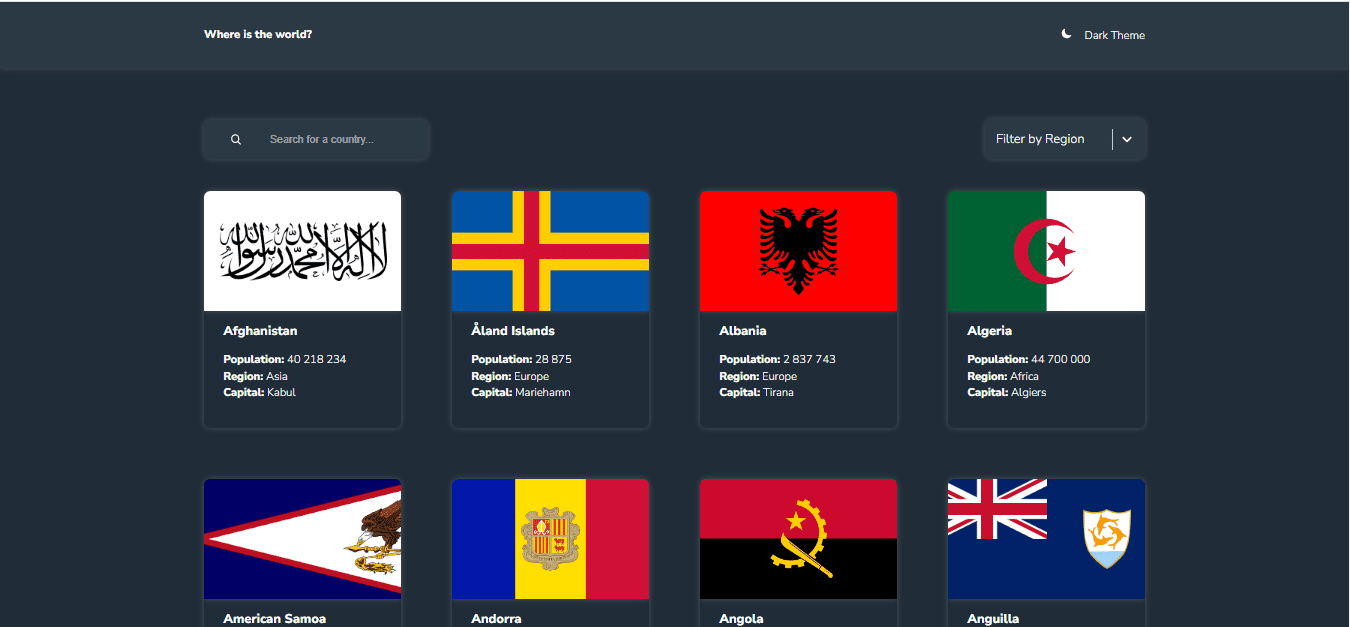 Where is the world?
Dark Theme
Search for a country...
Filter by Region
لا إله إلا الله محمد رسول الله
Afghanistan
Population: 40 218 234
Region: Asia
Capital: Kabul
Åland Islands
Population: 28 875
Region: Europe
Capital: Mariehamn
Albania
Population: 2 837 743
Region: Europe
Capital: Tirana
Algeria
Population: 44 700 000
Region: Africa
Capital: Algiers
American Samoa
Andorra
Angola
Anguilla